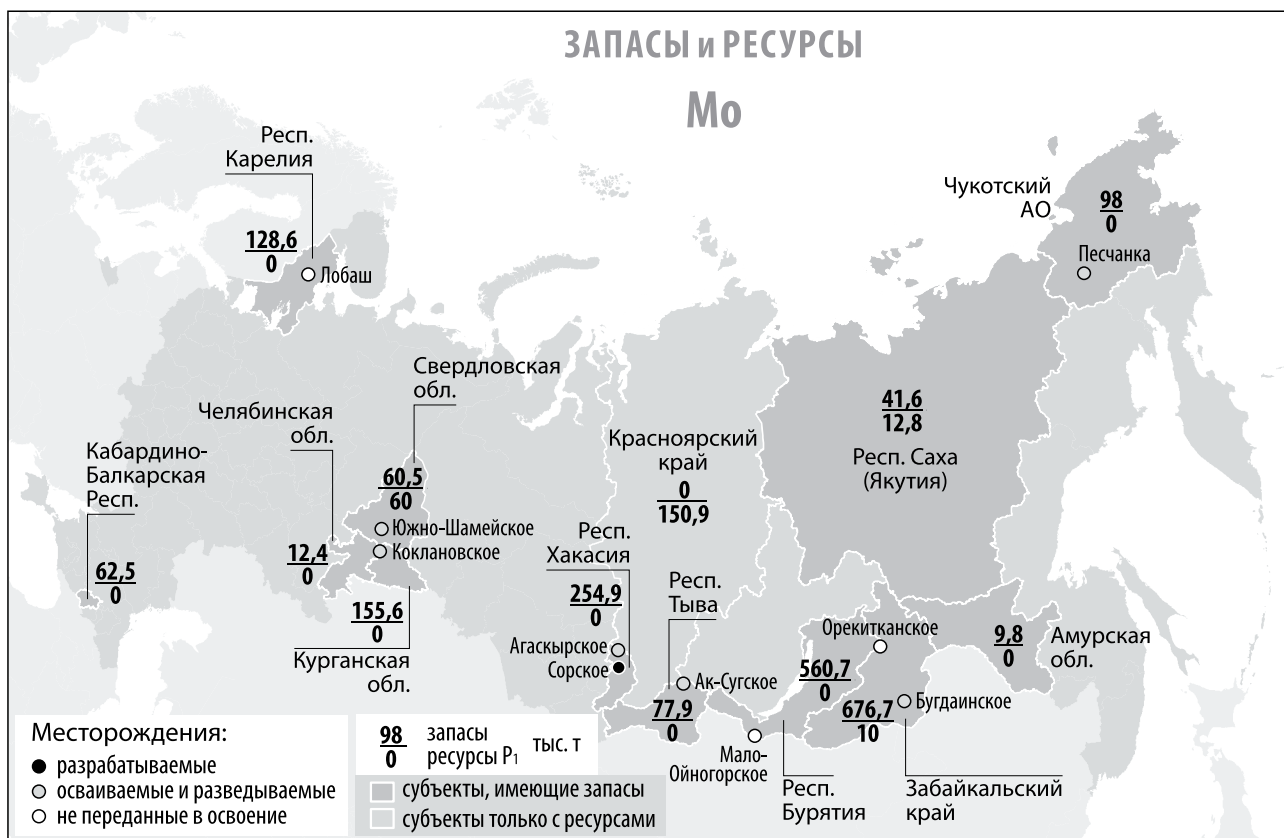 ЗАПАСЫ и РЕСУРСЫ
Mo
Респ.
Карелия
128,6
0
Лобаш
Чукотский
АО
98
0
Песчанка
Свердловская
обл.
60,5
60
Южно-Шамейское
Коклановское
Челябинская
обл.
12,4
0
Кабардино-
Балкарская
Респ.
62,5
0
155,6
0
Курганская
обл.
Красноярский
край
0
150,9
41,6
12,8
Респ. Саха
(Якутия)
Респ.
Хакасия
254,9
0
Агаскырское
Сорское
Респ.
Тыва
Ак-Сугское
77,9
0
Орекитканское
560,7
0
Мало-
Ойногорское
Респ.
Бурятия
676,7
10
Бугдаинское
Забайкальский
край
9,8
0
Амурская
обл.
Месторождения:
разрабатываемые
осваиваемые и разведываемые
не переданные в освоение
98 запасы
0 ресурсы P1 тыс. т
субъекты, имеющие запасы
субъекты только с ресурсами